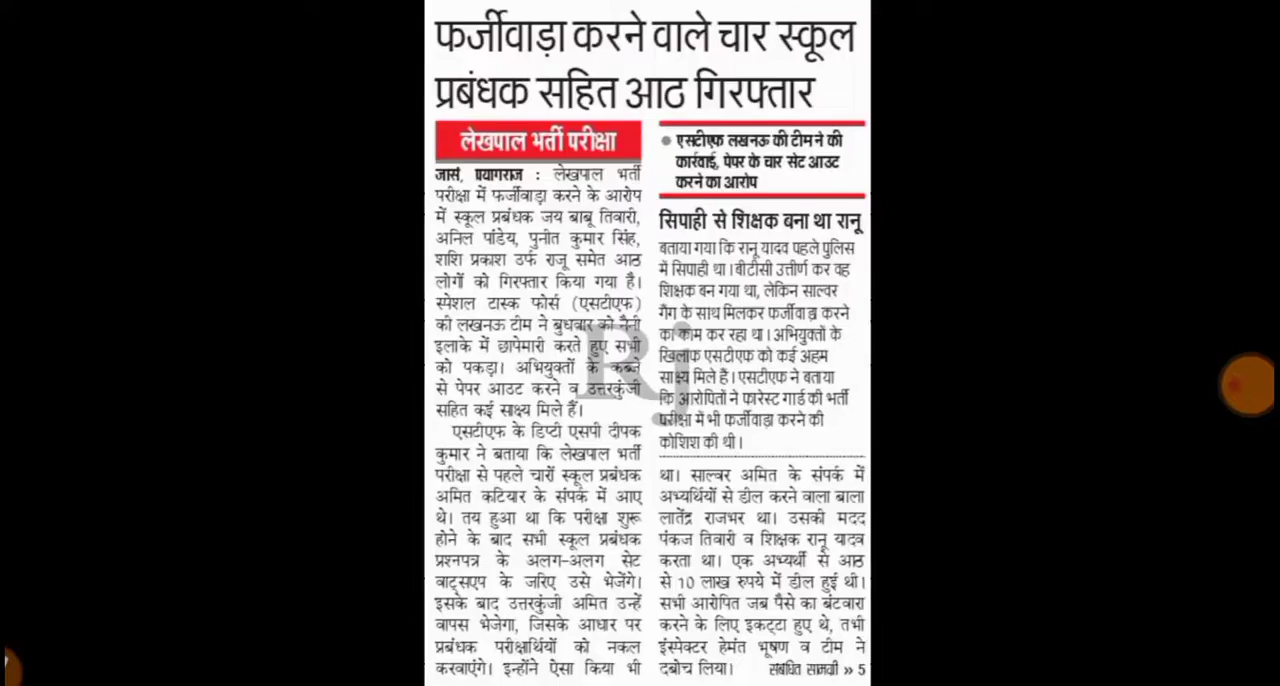 फर्जीवाड़ा करने वाले चार स्कूल
प्रबंधक सहित आठ गिरफ्तार
लेखपाल भर्ती परीक्षा
जासं, प्रयागराज : लेखपाल भर्ती
परीक्षा में फर्जीवाड़ा करने के आरोप
में स्कूल प्रबंधक जय बाबू तिवारी,
अनिल पांडेय, पुनीत कुमार सिंह,
शशि प्रकाश उर्फ राजू समेत आठ
लोगों को गिरफ्तार किया गया है।
स्पेशल टास्क फोर्स (एसटीएफ)
की लखनऊ टीम ने बुधवार को नैनी
इलाके में छापेमारी करते हुए सभी
को पकड़ा। अभियुक्तों के कब्जे
से पेपर आउट करने व उत्तरकुंजी
सहित कई साक्ष्य मिले हैं।
एसटीएफ के डिप्टी एसपी दीपक
कुमार ने बताया कि लेखपाल भर्ती
परीक्षा से पहले चारों स्कूल प्रबंधक
अमित कटियार के संपर्क में आए
थे। तय हुआ था कि परीक्षा शुरू
होने के बाद सभी स्कूल प्रबंधक
प्रश्नपत्र के अलग-अलग सेट
वाट्सएप के जरिए उसे भेजेंगे।
इसके बाद उत्तरकुंजी अमित उन्हें
वापस भेजेगा, जिसके आधार पर
प्रबंधक परीक्षार्थियों को नकल
करवाएंगे। इन्होंने ऐसा किया भी
एसटीएफ लखनऊ की टीम ने की
कार्रवाई, पेपर के चार सेट आउट
करने का आरोप
सिपाही से शिक्षक बना था रानू
बताया गया कि रानू यादव पहले पुलिस
में सिपाही था। बीटीसी उत्तीर्ण कर वह
शिक्षक बन गया था, लेकिन साल्वर
गैंग के साथ मिलकर फर्जीवाड़ा करने
का काम कर रहा था। अभियुक्तों के
खिलाफ एसटीएफ को कई अहम
साक्ष्य मिले हैं। एसटीएफ ने बताया
कि आरोपितों ने फारेस्ट गार्ड की भर्ती
परीक्षा में भी फर्जीवाड़ा करने की
कोशिश की थी।
था। साल्वर अमित के संपर्क में
अभ्यर्थियों से डील करने वाला बाला
लातेंद्र राजभर था। उसकी मदद
पंकज तिवारी व शिक्षक रानू यादव
करता था। एक अभ्यर्थी से आठ
से 10 लाख रुपये में डील हुई थी।
सभी आरोपित जब पैसे का बंटवारा
करने के लिए इकट्टा हुए थे, तभी
इंस्पेक्टर हेमंत भूषण व टीम ने
दबोच लिया। संबंधित सामग्री >> 5
Rj